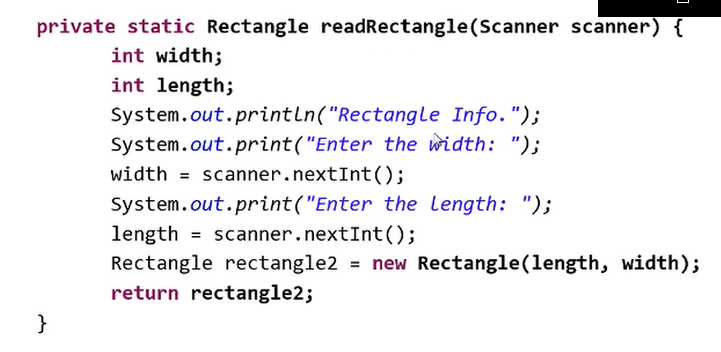 private static Rectangle readRectangle(Scanner scanner) {
int width;
int length;
System.out.println("Rectangle Info.");
System.out.print("Enter the width: ");
width = scanner.nextInt();
System.out.print("Enter the length: ");
length = scanner.nextInt();
Rectangle rectangle2 = new Rectangle(length, width);
return rectangle2;
}